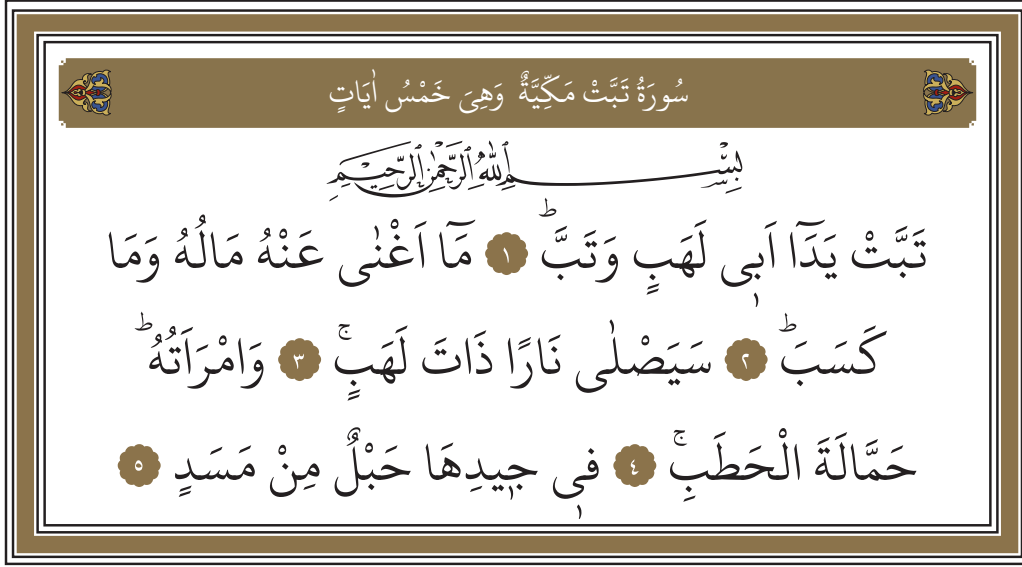 سُورَةُ تَبَّتْ مَكِّيَّةٌ وَهِيَ خَمْسُ اٰيَاتٍ
بِسْمِ اللّٰهِ الرَّحْمٰنِ الرَّحِيمِ
تَبَّتْ يَدَٓا اَبٖى لَهَبٍ وَتَبَّؕ ١ مَٓا اَغْنٰى عَنْهُ مَالُهُ وَمَا
كَسَبَؕ ٢ سَيَصْلٰى نَارًا ذَاتَ لَهَبٍۚ ٣ وَامْرَاَتُهُؕ
حَمَّالَةَ الْحَطَبِۚ ٤ فٖى جٖيدِهَا حَبْلٌ مِنْ مَسَدٍ ٥